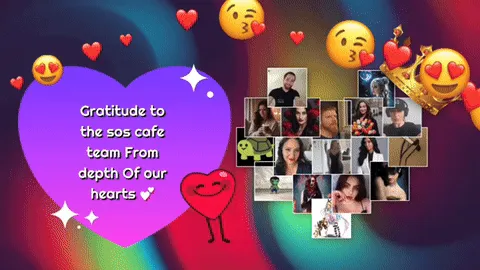 Gratitude to
the sos cafe
team From
depth Of our
hearts 💕